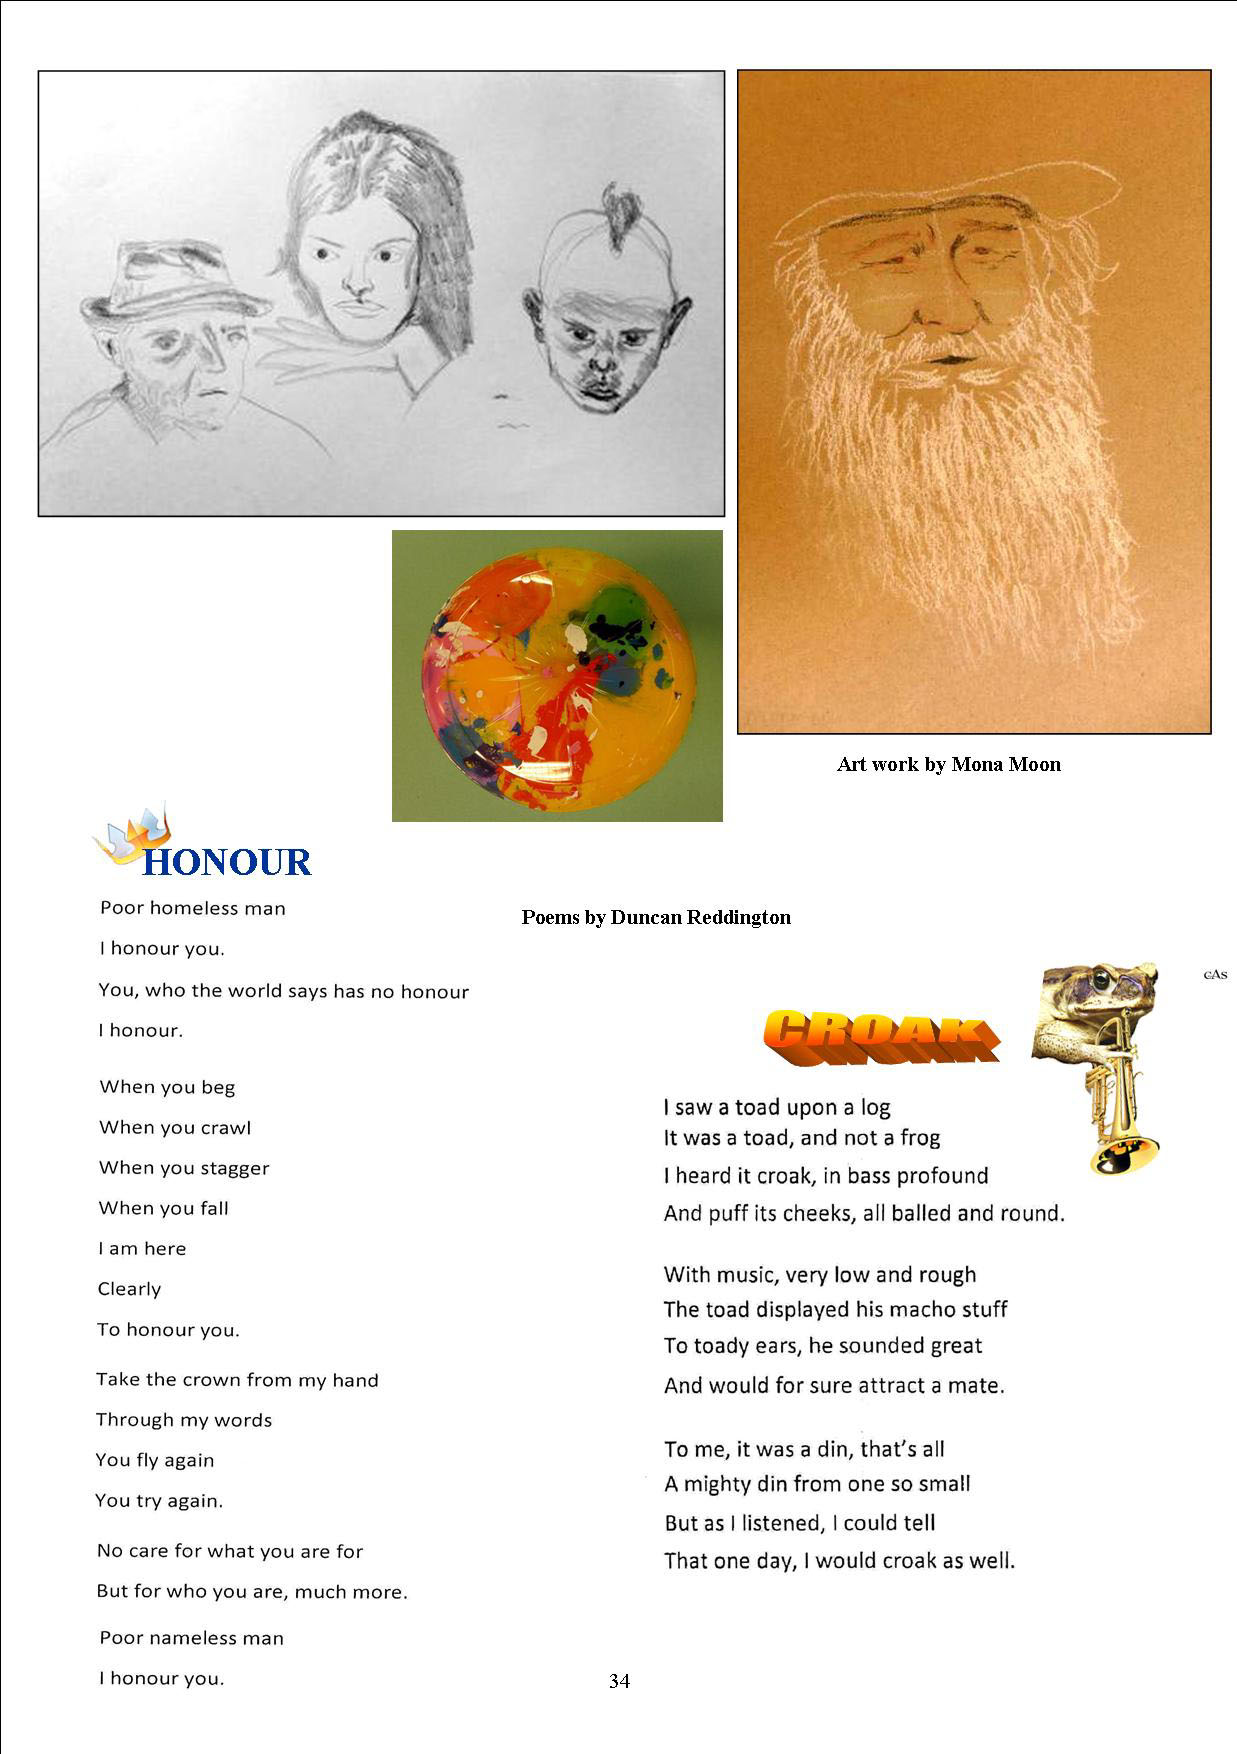 Art work by Mona Moon
HONOUR
Poor homeless man
I honour you.
You, who the world says has no honour
I honour.
When you beg
When you crawl
When you stagger
When you fall
I am here
Clearly
To honour you.
Take the crown from my hand
Through my words
You fly again
You try again.
No care for what you are for
But for who you are, much more.
Poor nameless man
I honour you.
Poems by Duncan Reddington
cAs
CROAK
I saw a toad upon a log
It was a toad, and not a frog
I heard it croak, in bass profound
And puff its cheeks, all balled and round.
With music, very low and rough
The toad displayed his macho stuff
To toady ears, he sounded great
And would for sure attract a mate.
To me, it was a din, that's all
A mighty din from one so small
But as I listened, I could tell
That one day, I would croak as well.
34